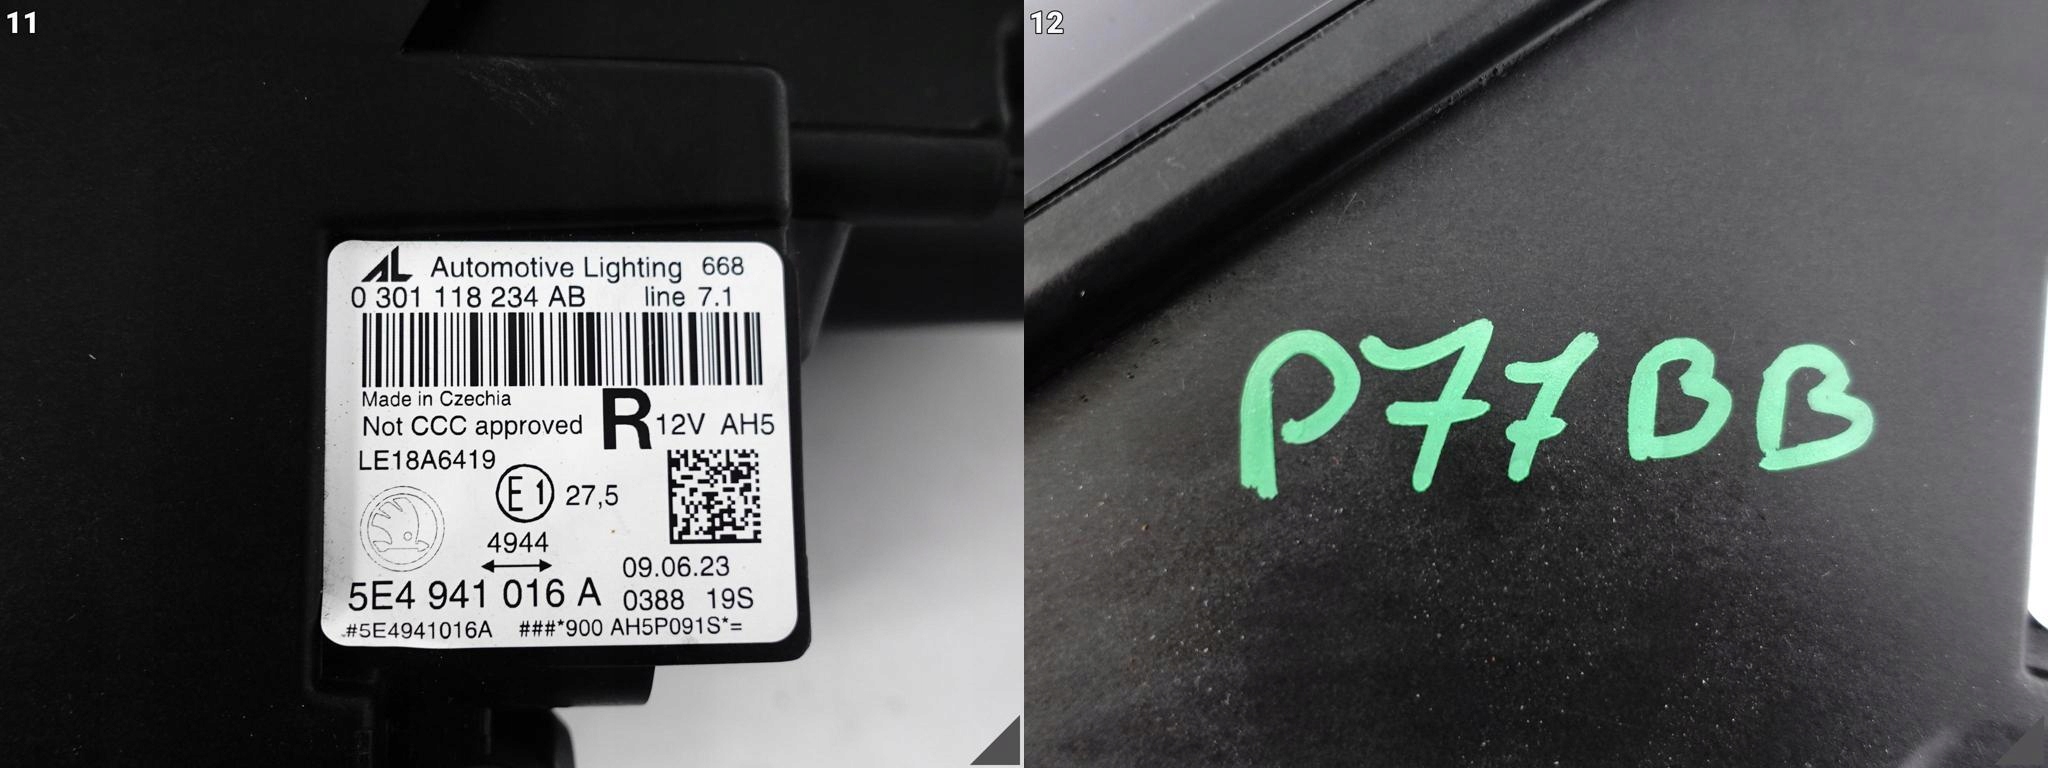 11
AL Automotive Lighting 668
0 301 118 234 AB line 7.1
Made in Czechia
Not CCC approved R 12V AH5
LE18A6419
E1 27,5
4944
09.06.23
5E4 941 016 A 0388 19S
#5E4941016A ###*900 AH5P091S*=
12
P77BB